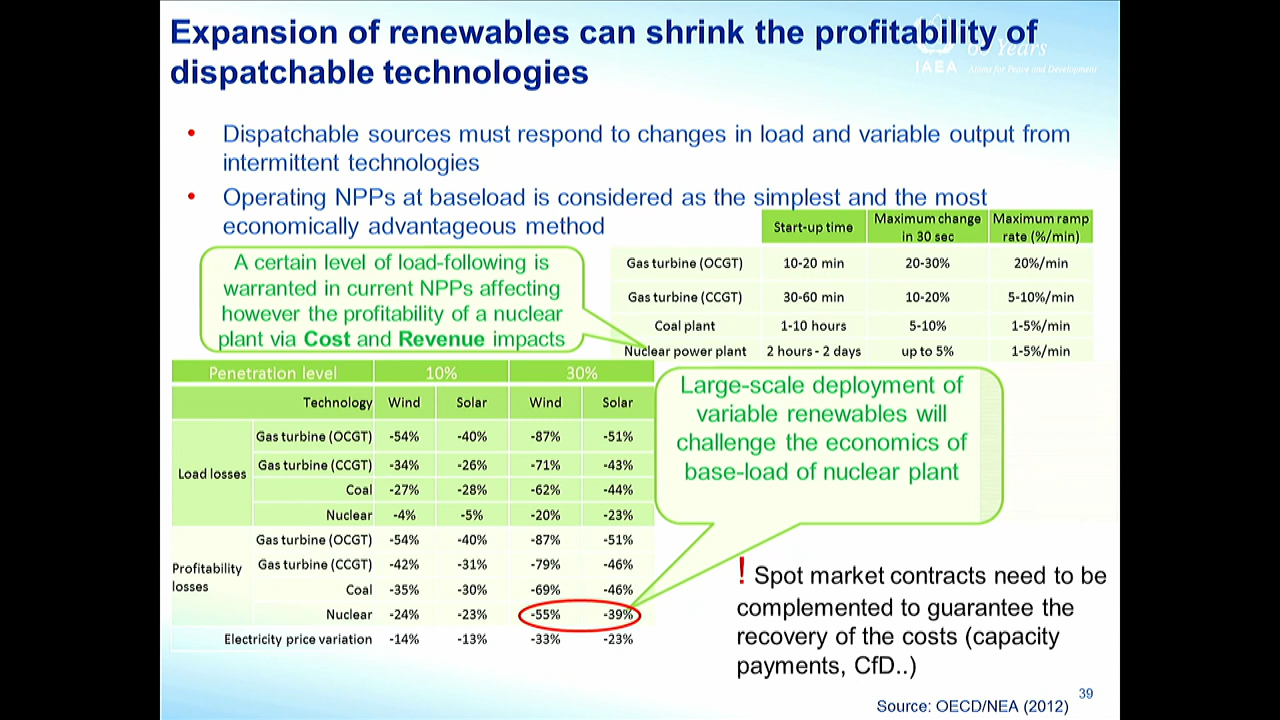 Expansion of renewables can shrink the profitability of
dispatchable technologies
IAEA
Years
Atoms for Peace and Development
• Dispatchable sources must respond to changes in load and variable output from
intermittent technologies
• Operating NPPs at baseload is considered as the simplest and the most
economically advantageous method
Start-up time Maximum change in 30 sec Maximum ramp rate (%/min)
Gas turbine (OCGT) 10-20 min 20-30% 20%/min
Gas turbine (CCGT) 30-60 min 10-20% 5-10%/min
Coal plant 1-10 hours 5-10% 1-5%/min
Nuclear power plant 2 hours - 2 days up to 5% 1-5%/min
A certain level of load-following is
warranted in current NPPs affecting
however the profitability of a nuclear
plant via Cost and Revenue impacts
Penetration level 10% 30%
Technology Wind Solar Wind Solar
Load losses
Gas turbine (OCGT) -54% -40% -87% -51%
Gas turbine (CCGT) -34% -26% -71% -43%
Coal -27% -28% -62% -44%
Nuclear -4% -5% -20% -23%
Profitability
losses
Gas turbine (OCGT) -54% -40% -87% -51%
Gas turbine (CCGT) -42% -31% -79% -46%
Coal -35% -30% -69% -46%
Nuclear -24% -23% -55% -39%
Electricity price variation -14% -13% -33% -23%
Large-scale deployment of
variable renewables will
challenge the economics of
base-load of nuclear plant
! Spot market contracts need to be
complemented to guarantee the
recovery of the costs (capacity
payments, CfD..)
39
Source: OECD/NEA (2012)